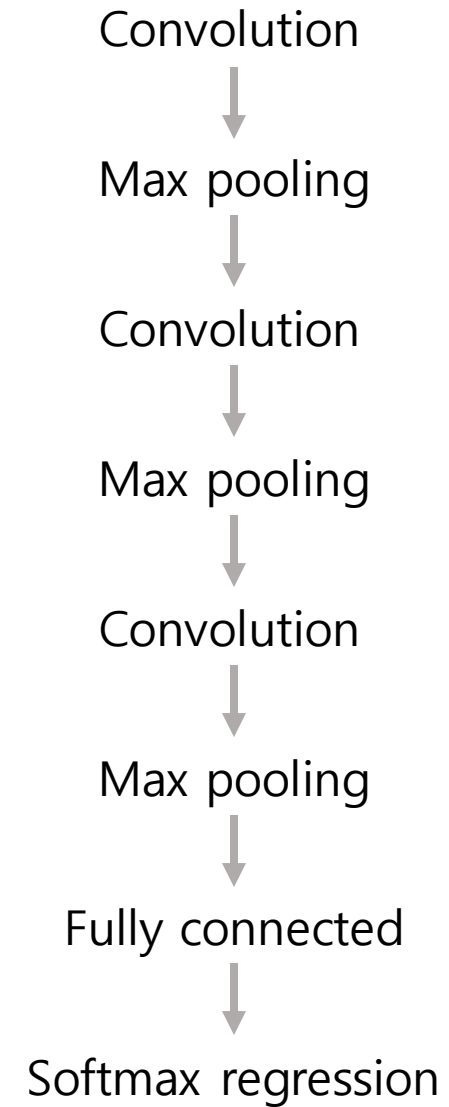 Convolution
Max pooling
Convolution
Max pooling
Convolution
Max pooling
Fully connected
Softmax regression